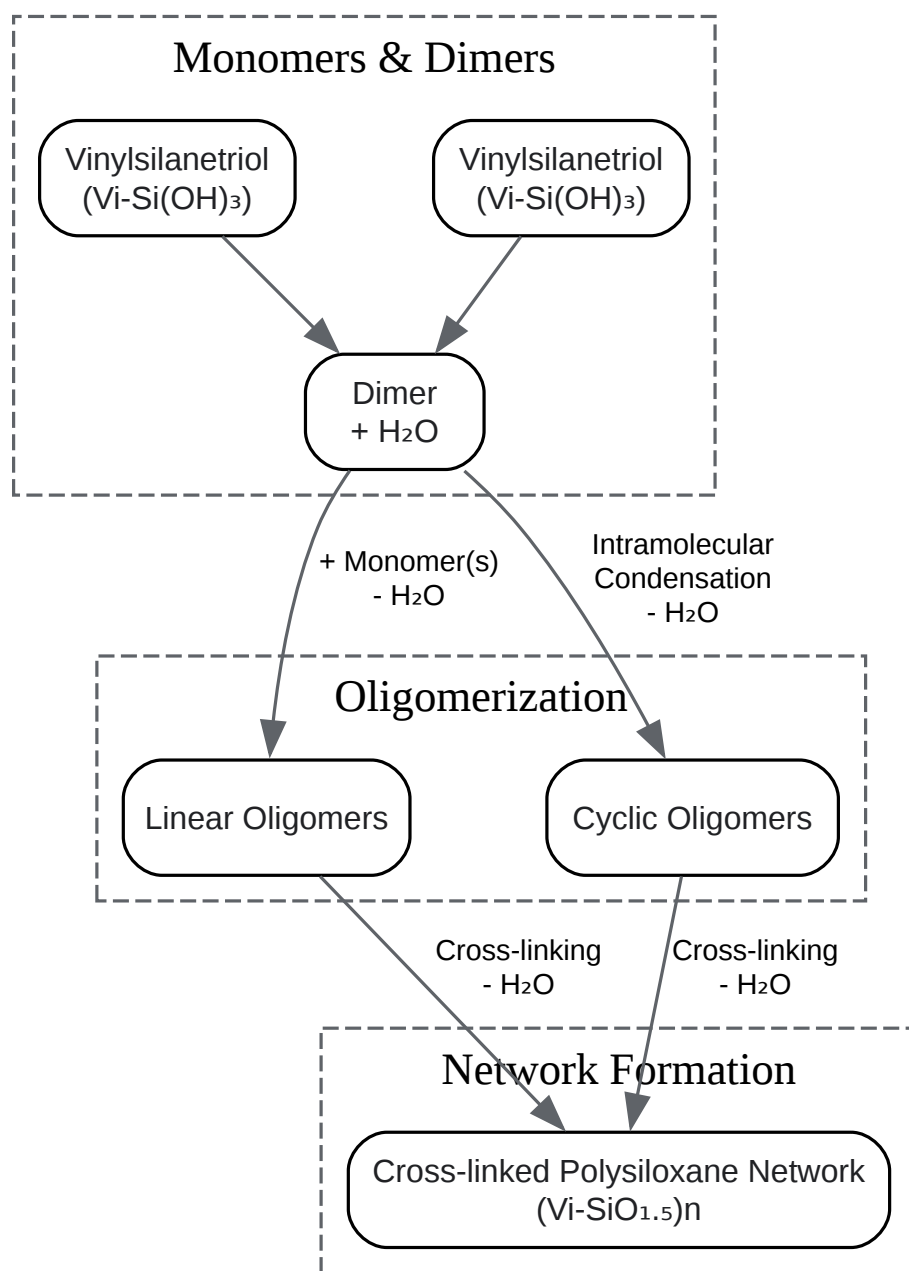 Monomers & Dimers
Vinylsilanetriol
(Vi-Si(OH)₃)
Vinylsilanetriol
(Vi-Si(OH)₃)
Dimer
+ H₂O
+ Monomer(s)
- H₂O
Intramolecular
Condensation
- H₂O
Oligomerization
Linear Oligomers
Cyclic Oligomers
Cross-linking
- H₂O
Cross-linking
- H₂O
Network Formation
Cross-linked Polysiloxane Network
(Vi-SiO₁.₅)n